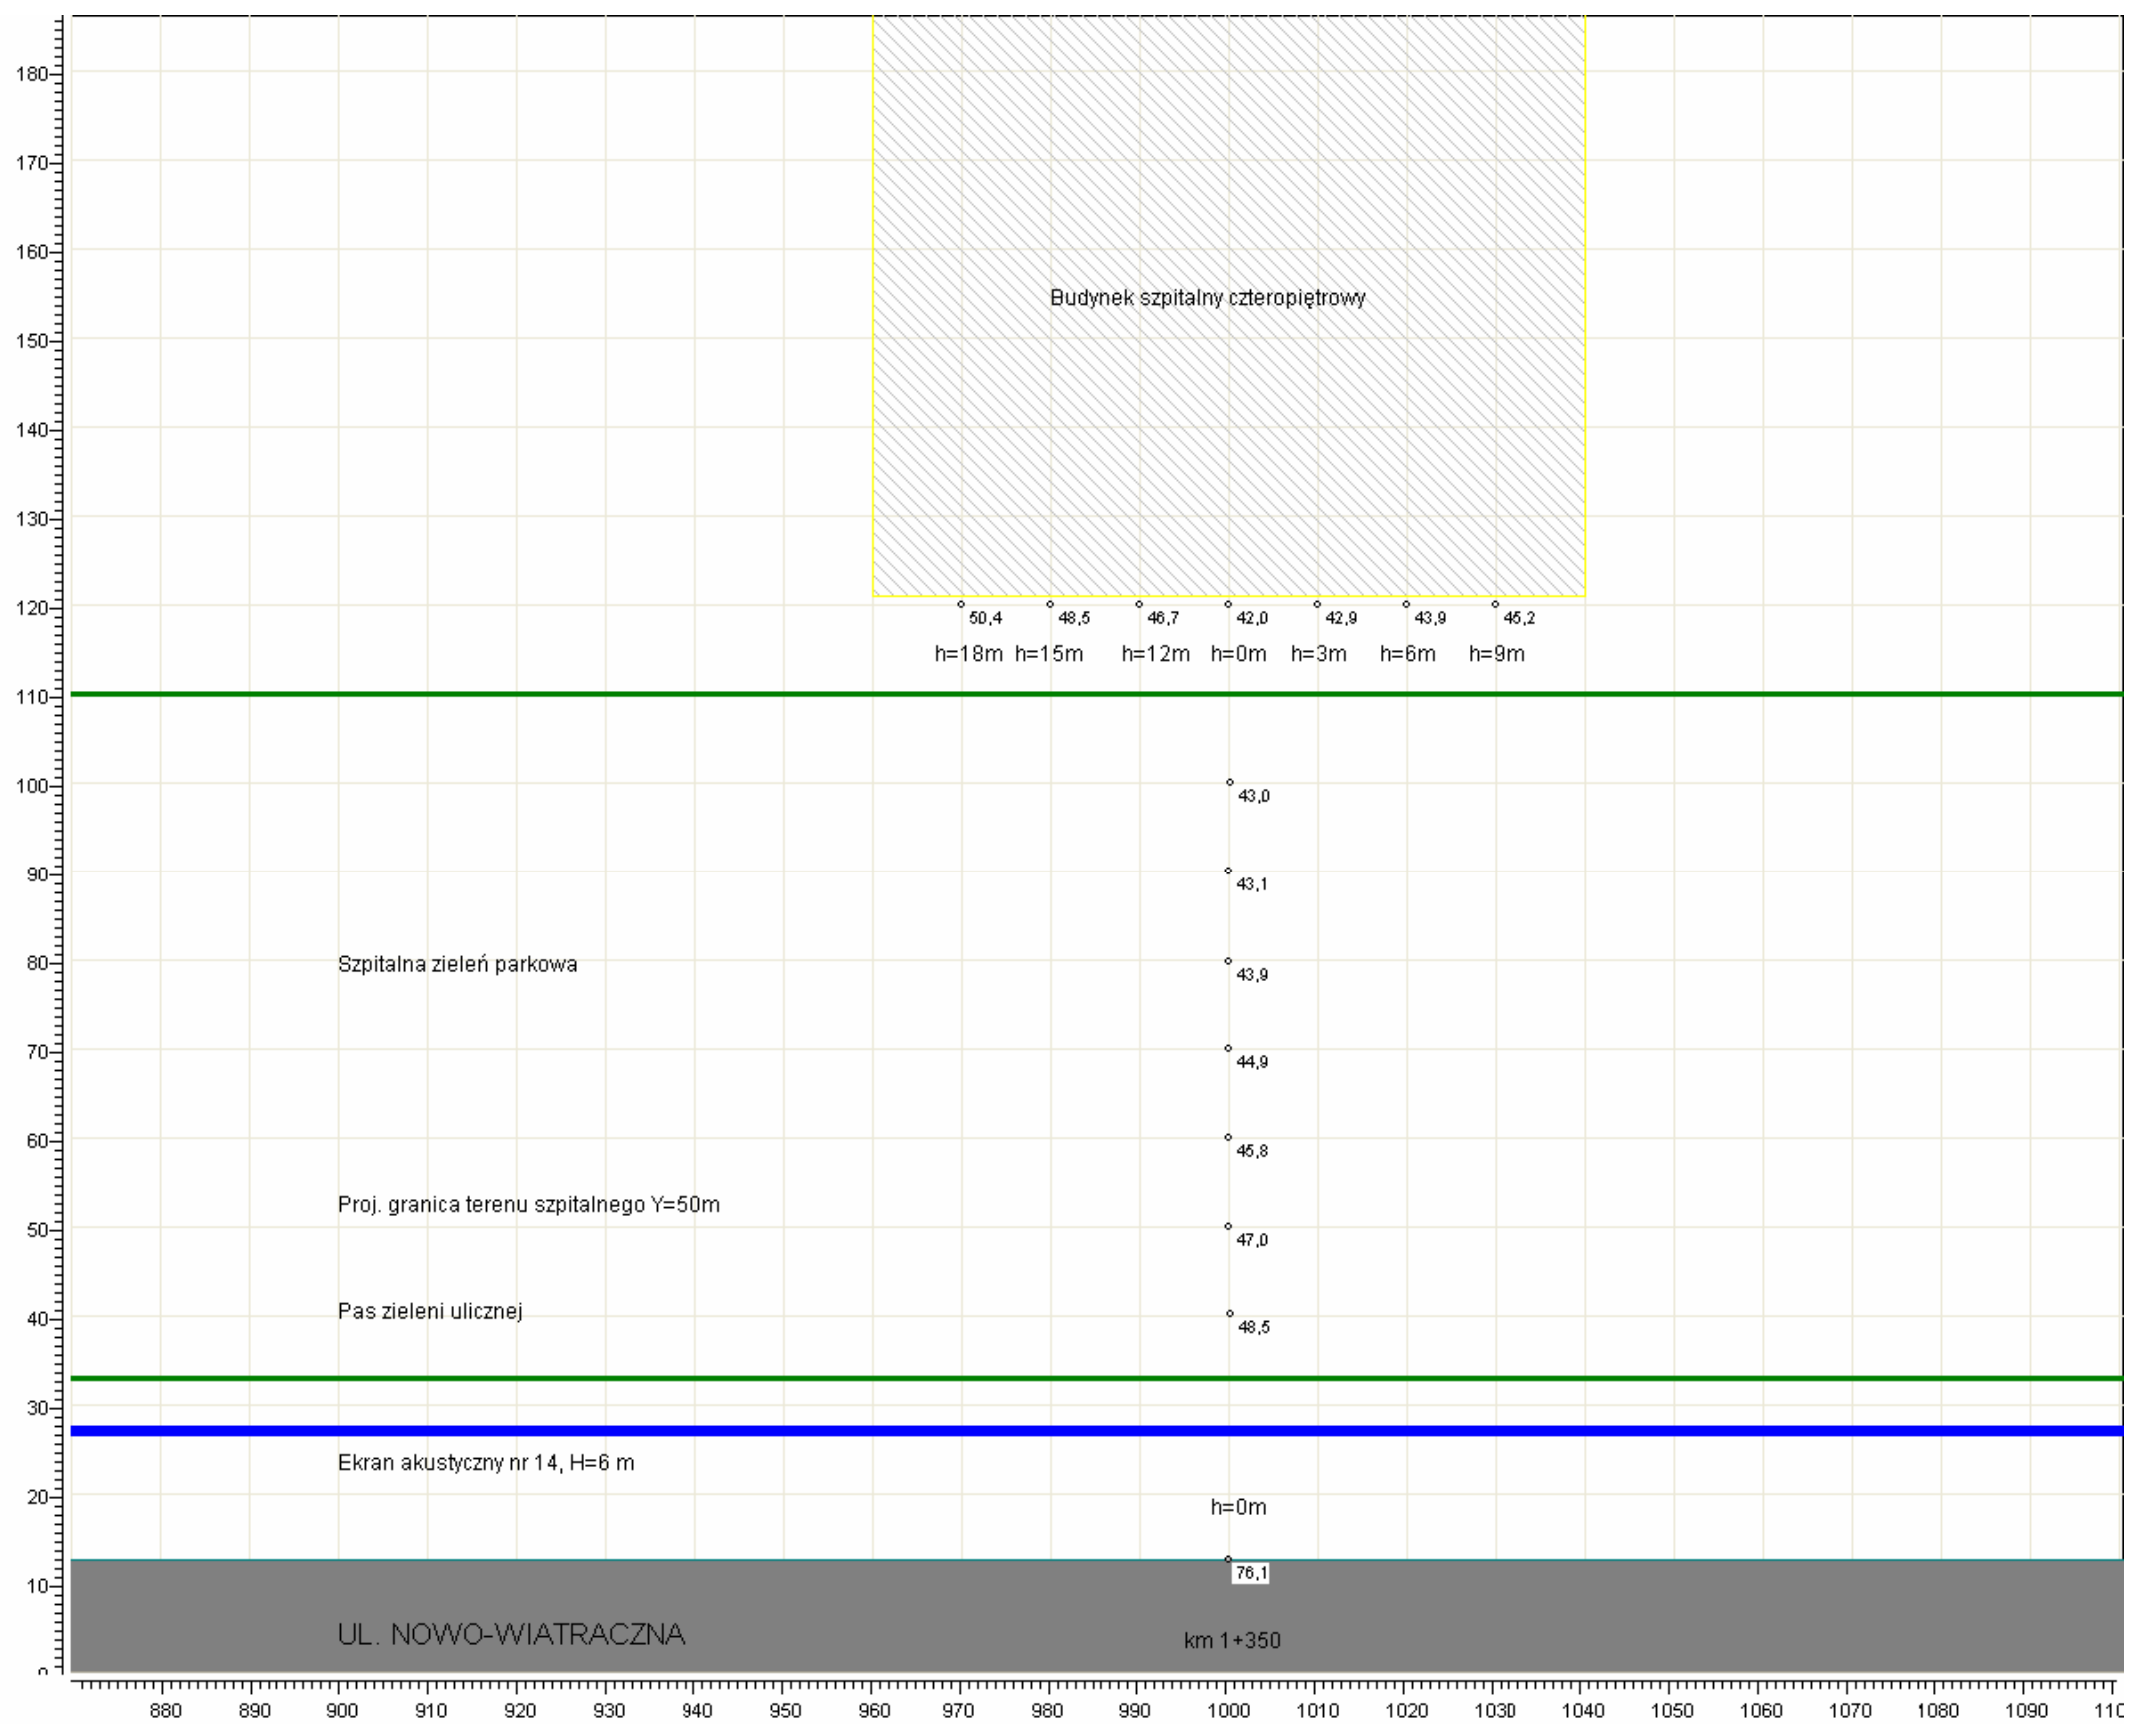 180
170
160
Budynek szpitalny czteropiętrowy
150
140
130
120
50,4 48,5 46,7 42,0 42,9 43,9 45,2
h=18m h=15m h=12m h=0m h=3m h=6m h=9m
110
100
43,0
90
43,1
80
Szpitalna zieleń parkowa
43,9
70
44,9
60
45,8
Proj. granica terenu szpitalnego Y=50m
50
47,0
40
Pas zieleni ulicznej
48,5
30
Ekran akustyczny nr 14, H=6 m
20
h=0m
76,1
10
UL. NOWO-WIATRACZNA
km 1+350
880 890 900 910 920 930 940 950 960 970 980 990 1000 1010 1020 1030 1040 1050 1060 1070 1080 1090